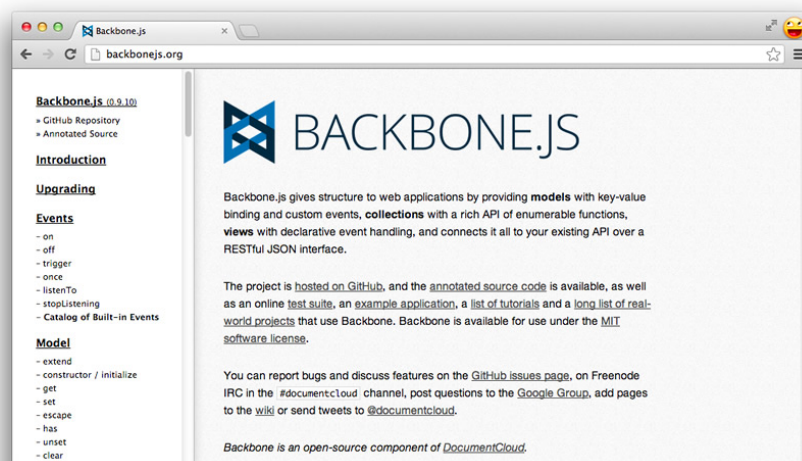 Backbone.js
backbonejs.org
Backbone.js (0.9.10)
» GitHub Repository
» Annotated Source
Introduction
Upgrading
Events
- on
- off
- trigger
- once
- listenTo
- stopListening
- Catalog of Built-in Events
Model
- extend
- constructor / initialize
- get
- set
- escape
- has
- unset
- clear
BACKBONE.JS
Backbone.js gives structure to web applications by providing models with key-value
binding and custom events, collections with a rich API of enumerable functions,
views with declarative event handling, and connects it all to your existing API over a
RESTful JSON interface.
The project is hosted on GitHub, and the annotated source code is available, as well
as an online test suite, an example application, a list of tutorials and a long list of real-
world projects that use Backbone. Backbone is available for use under the MIT
software license.
You can report bugs and discuss features on the GitHub issues page, on Freenode
IRC in the #documentcloud channel, post questions to the Google Group, add pages
to the wiki or send tweets to @documentcloud.
Backbone is an open-source component of DocumentCloud.